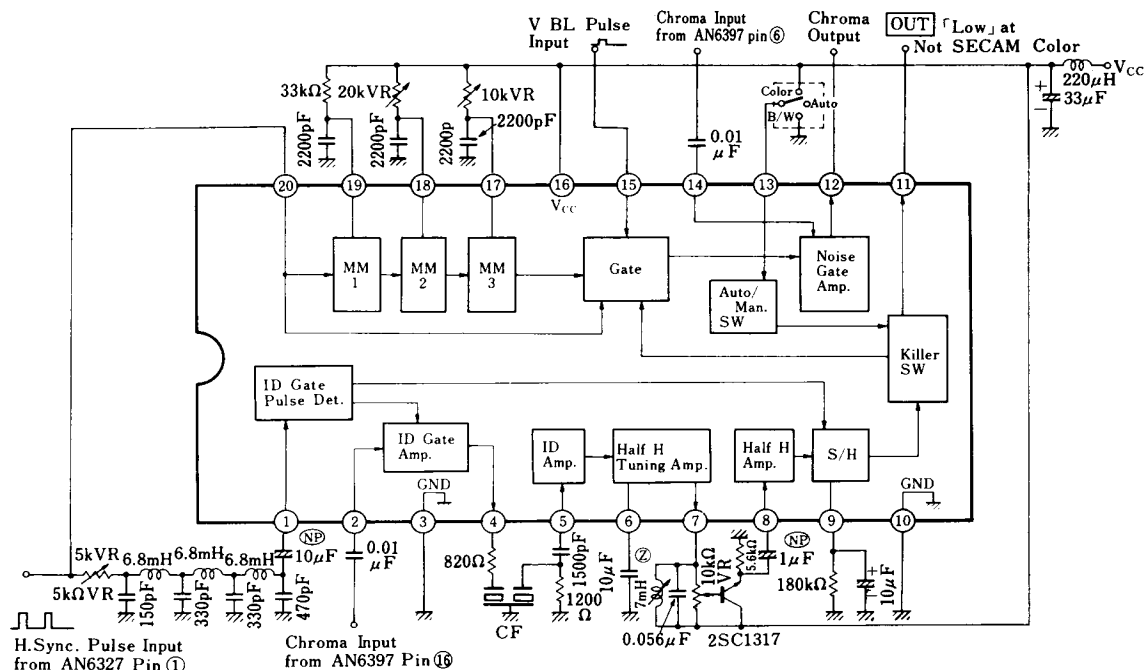 V BL Pulse
Input
Chroma Input
from AN6397 pin⑥
Chroma
Output
OUT 「Low」at
Not SECAM Color
VCC
220μH
33μF
+
−
33kΩ
20kVR
10kVR
2200pF
2200pF
2200pF
2200p
Color
Auto
B/W
0.01
μF
20
19
18
17
16
15
14
13
12
11
VCC
MM
1
MM
2
MM
3
Gate
Auto/
Man.
SW
Noise
Gate
Amp.
Killer
SW
ID Gate
Pulse Det.
ID Gate
Amp.
ID Amp.
Half H
Tuning Amp.
Half H
Amp.
S/H
GND
GND
1
2
3
4
5
6
7
8
9
10
5kVR
6.8mH
6.8mH
6.8mH
NP
10μF
0.01
μF
5kΩVR
150pF
330pF
330pF
470pF
820Ω
CF
1500pF
1200
Ω
10μF
Z
7mH
0.056μF
10kΩ
VR
5.6kΩ
NP
1μF
2SC1317
180kΩ
+
−
10μF
H.Sync. Pulse Input
from AN6327 Pin①
Chroma Input
from AN6397 Pin⑯